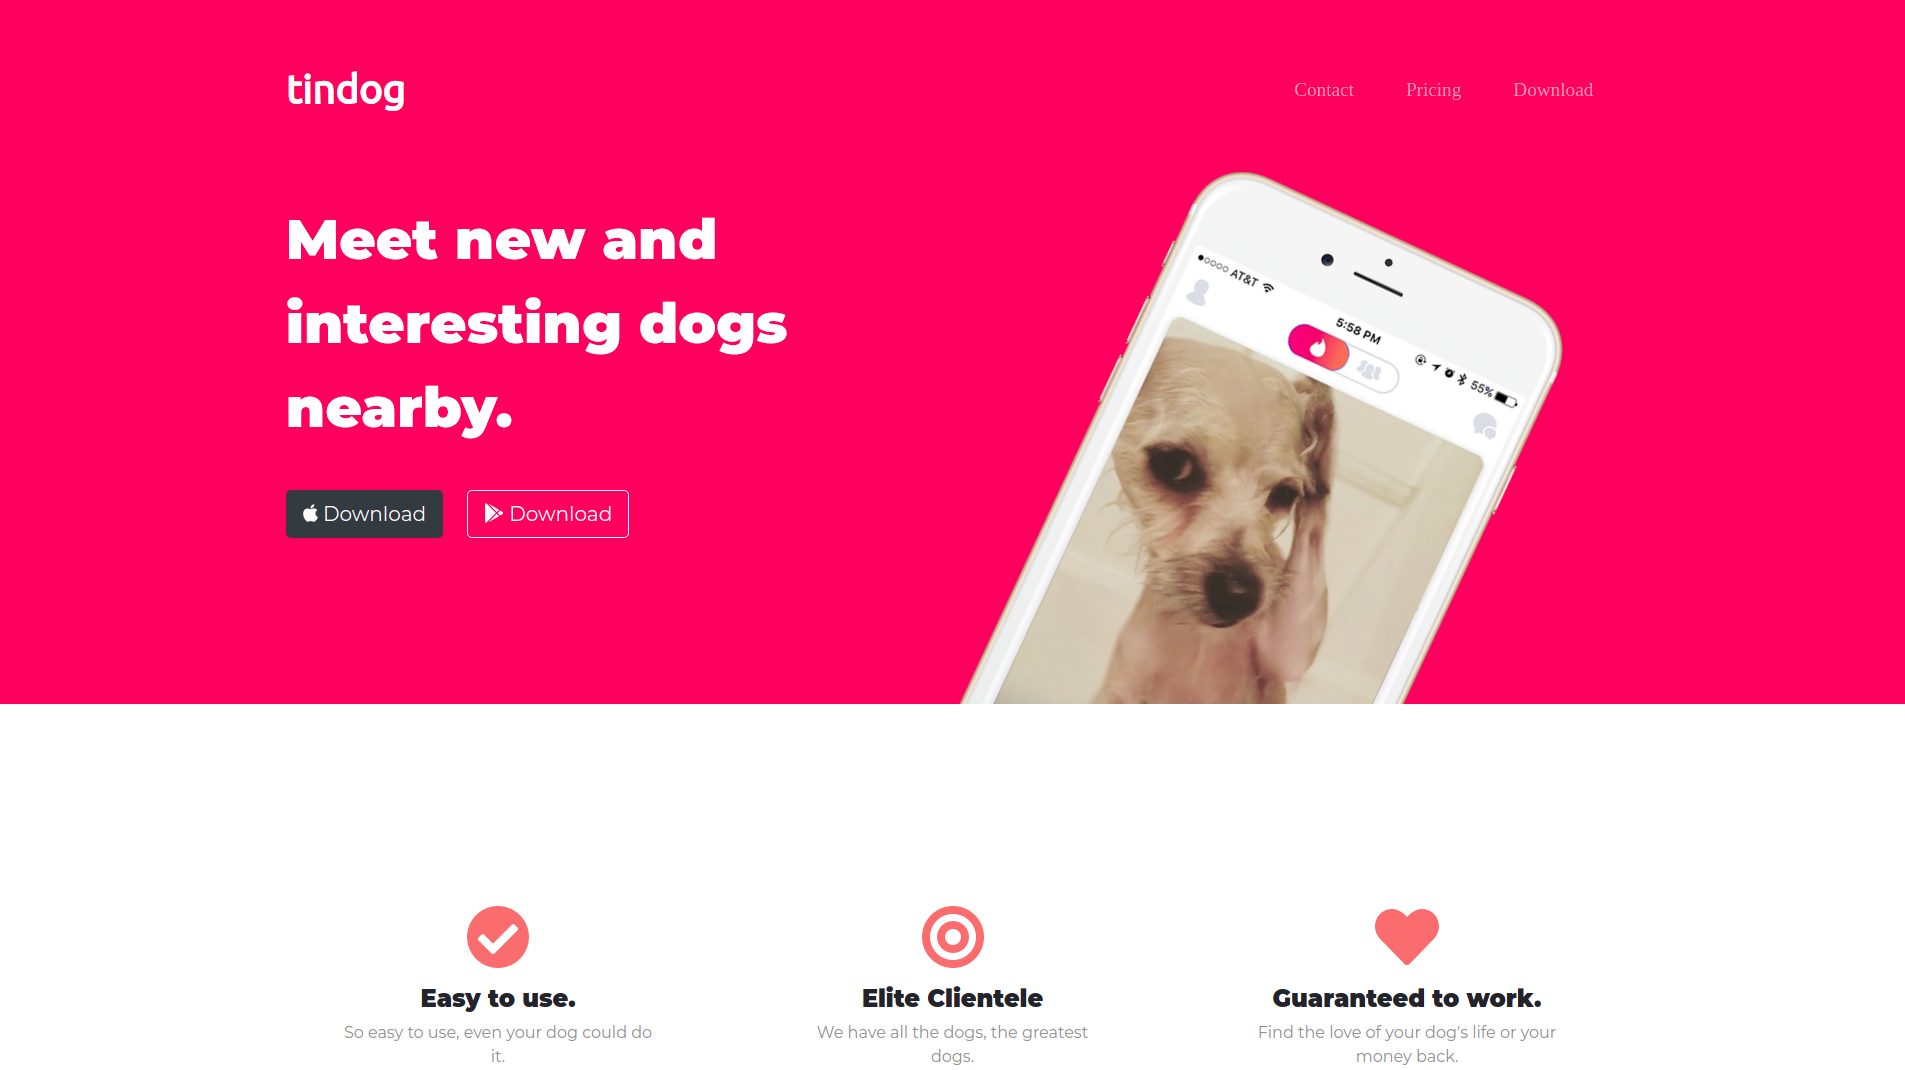 tindog
Contact Pricing Download
Meet new and
interesting dogs
nearby.
Download Download
AT&T
5:58 PM
55%
Easy to use.
So easy to use, even your dog could do
it.
Elite Clientele
We have all the dogs, the greatest
dogs.
Guaranteed to work.
Find the love of your dog's life or your
money back.